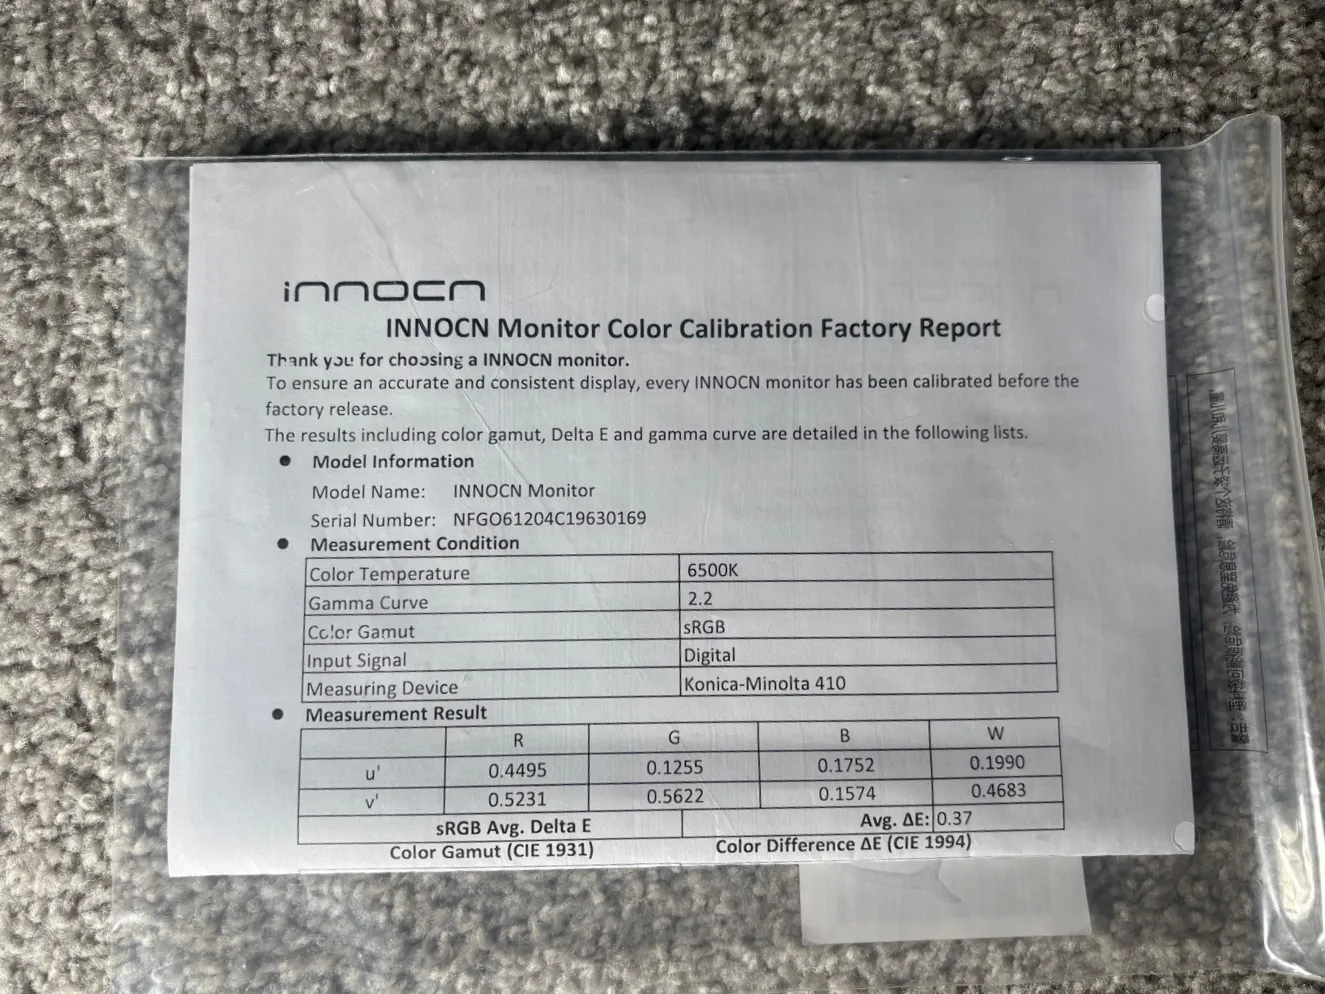 innocn
INNOCN Monitor Color Calibration Factory Report
Thank you for choosing a INNOCN monitor.
To ensure an accurate and consistent display, every INNOCN monitor has been calibrated before the
factory release.
The results including color gamut, Delta E and gamma curve are detailed in the following lists.
● Model Information
Model Name: INNOCN Monitor
Serial Number: NFGO61204C19630169
● Measurement Condition
Color Temperature 6500K
Gamma Curve 2.2
Color Gamut sRGB
Input Signal Digital
Measuring Device Konica-Minolta 410
● Measurement Result
R G B W
u' 0.4495 0.1255 0.1752 0.1990
v' 0.5231 0.5622 0.1574 0.4683
sRGB Avg. Delta E Avg. ΔE: 0.37
Color Gamut (CIE 1931) Color Difference ΔE (CIE 1994)